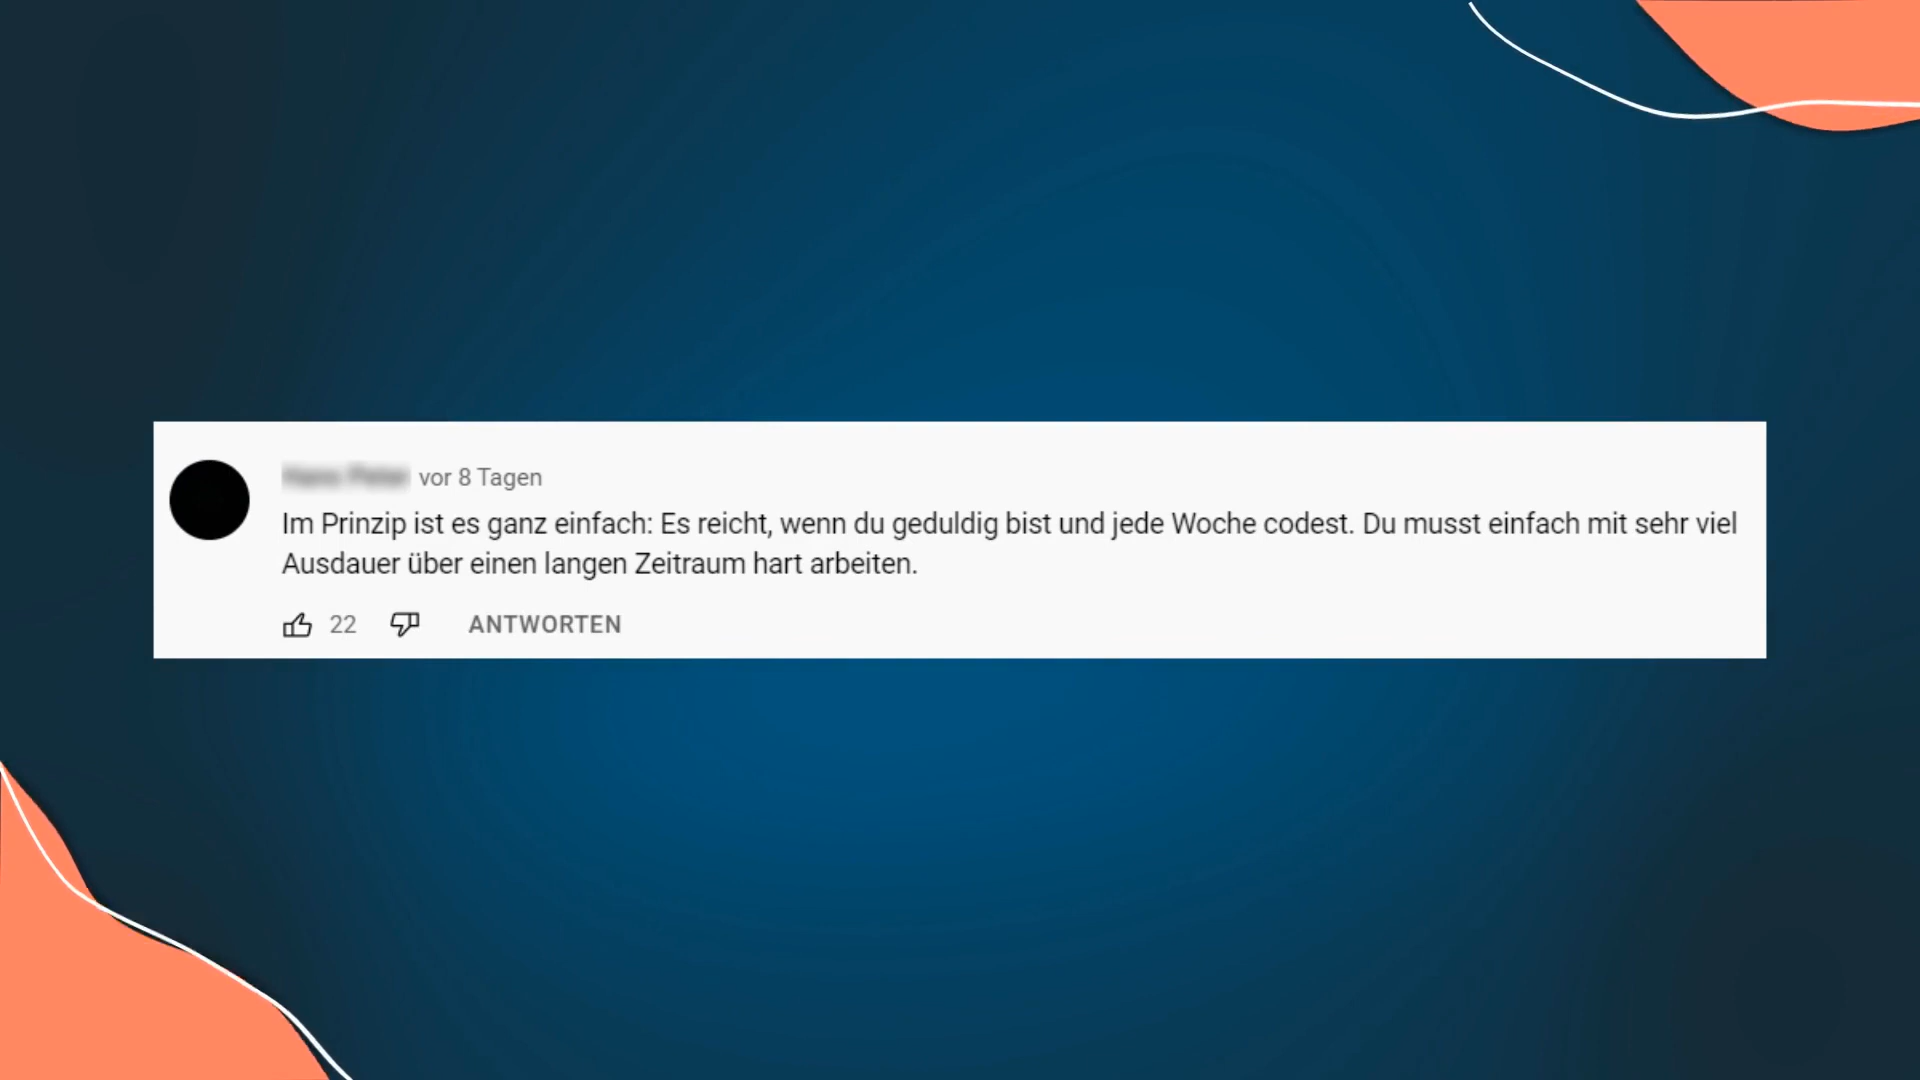 vor 8 Tagen
Im Prinzip ist es ganz einfach: Es reicht, wenn du geduldig bist und jede Woche codest. Du musst einfach mit sehr viel
Ausdauer über einen langen Zeitraum hart arbeiten.
22 ANTWORTEN